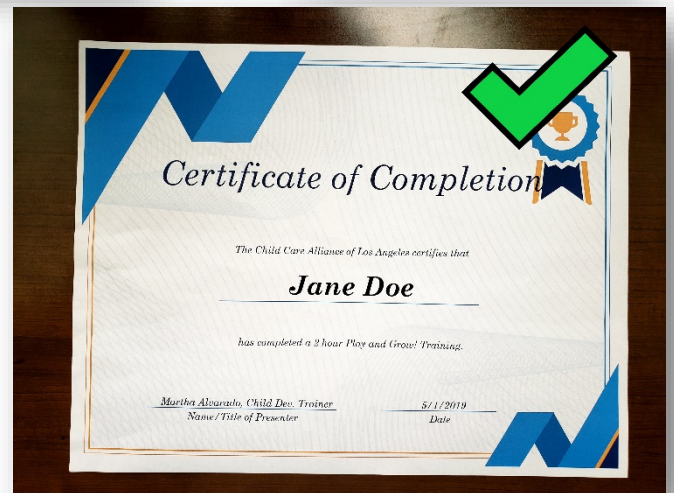 Certificate of Completion
The Child Care Alliance of Los Angeles certifies that
Jane Doe
has completed a 2 hour Play and Grow! Training.
Martha Alvarado, Child Dev. Trainer
Name/Title of Presenter
5/1/2019
Date